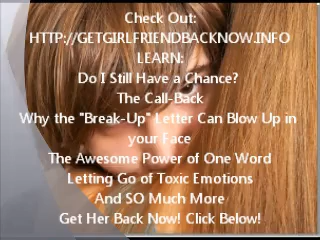 Check Out:
HTTP://GETGIRLFRIENDBACKNOW.INFO
LEARN:
Do I Still Have a Chance?
The Call-Back
Why the "Break-Up" Letter Can Blow Up in
your Face
The Awesome Power of One Word
Letting Go of Toxic Emotions
And SO Much More
Get Her Back Now! Click Below!